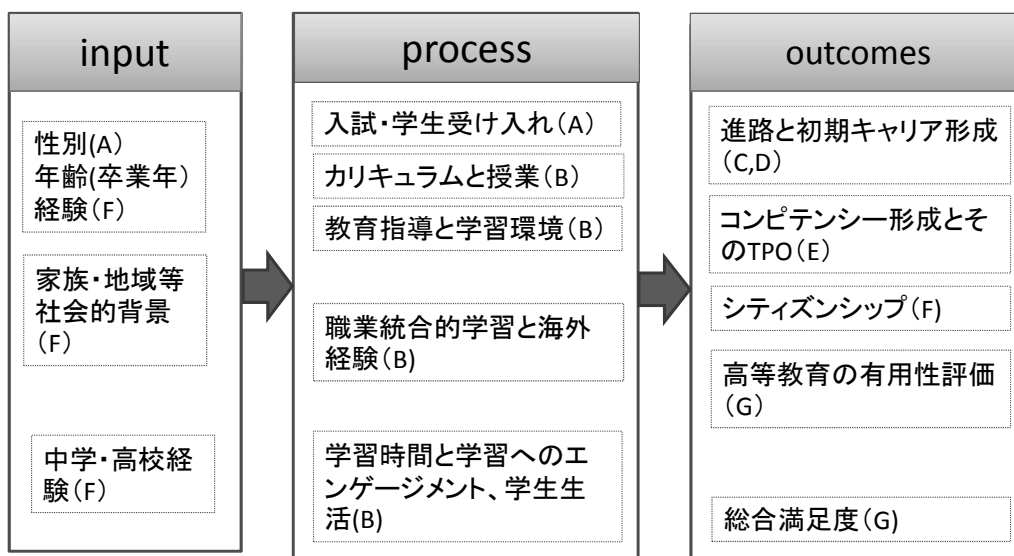 input
性別(A)
年齢(卒業年)
経験(F)
家族・地域等
社会的背景
(F)
中学・高校経
験(F)
process
入試・学生受け入れ(A)
カリキュラムと授業(B)
教育指導と学習環境(B)
職業統合的学習と海外
経験(B)
学習時間と学習へのエ
ンゲージメント、学生生
活(B)
outcomes
進路と初期キャリア形成
(C,D)
コンピテンシー形成とそ
のTPO(E)
シティズンシップ(F)
高等教育の有用性評価
(G)
総合満足度(G)